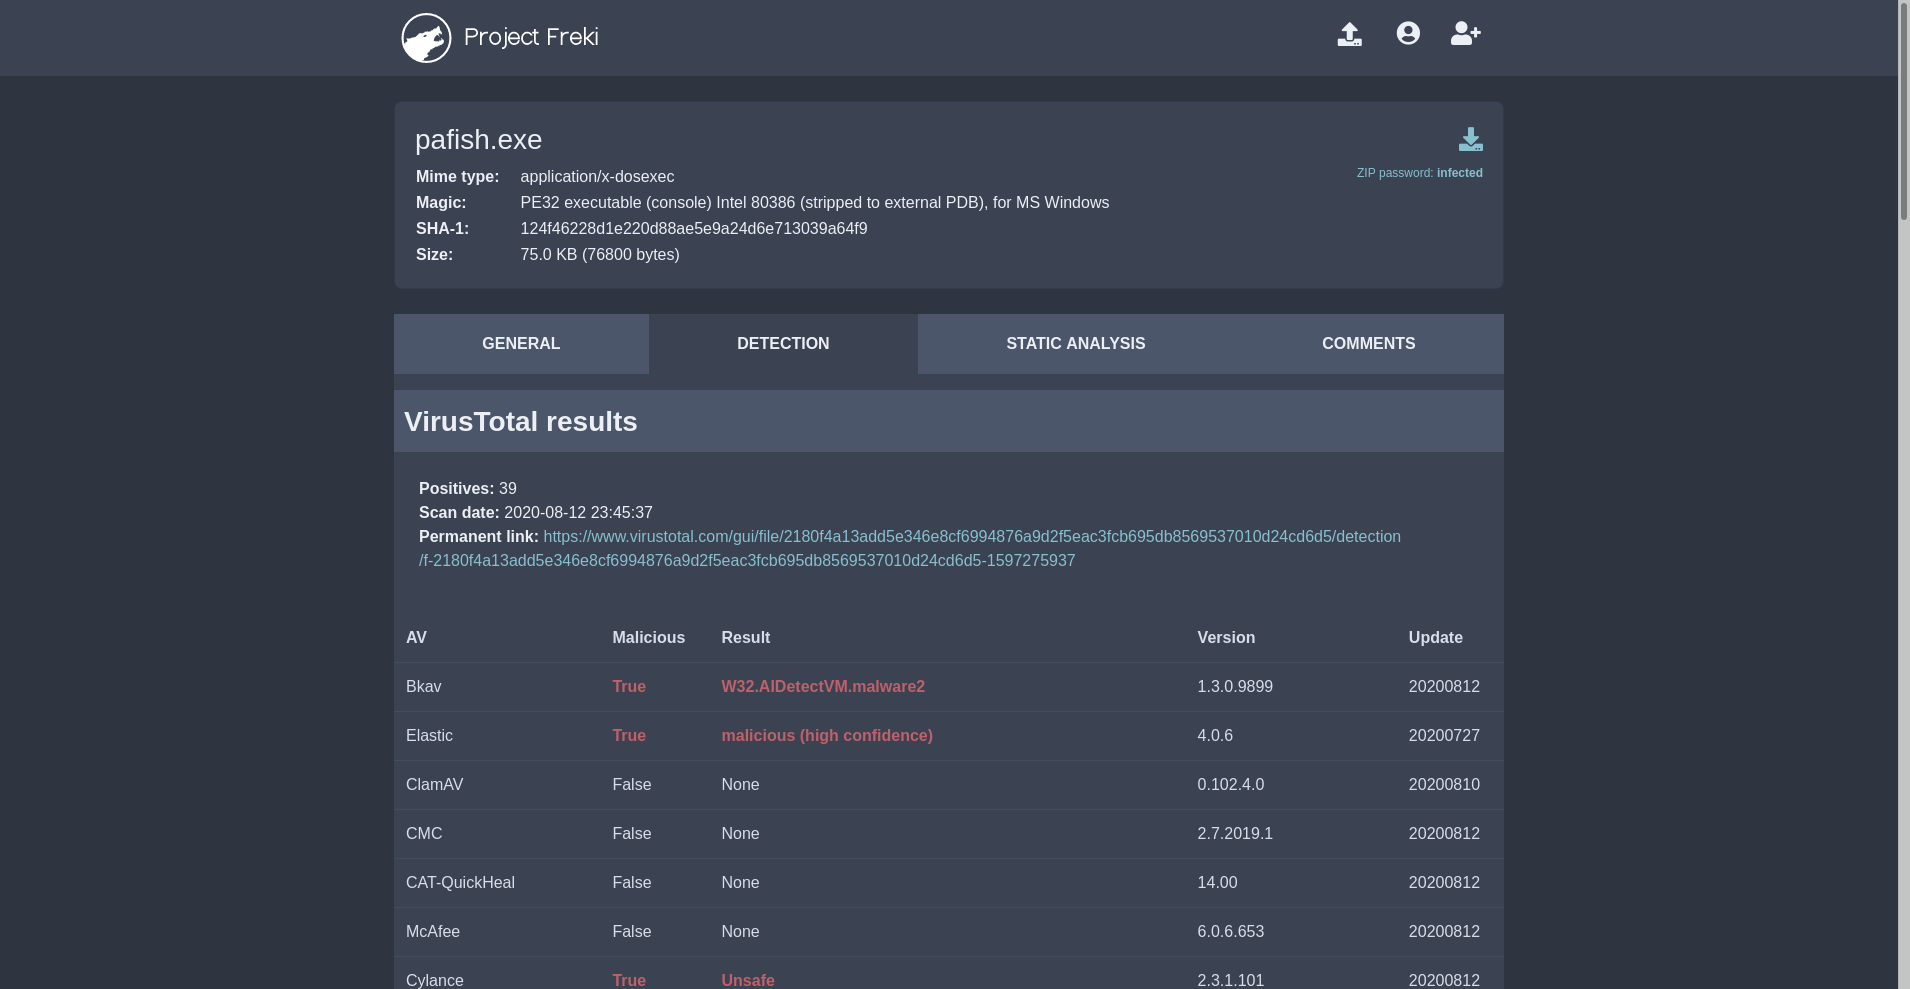 Project Freki
pafish.exe
Mime type: application/x-dosexec
ZIP password: infected
Magic: PE32 executable (console) Intel 80386 (stripped to external PDB), for MS Windows
SHA-1: 124f46228d1e220d88ae5e9a24d6e713039a64f9
Size: 75.0 KB (76800 bytes)
GENERAL DETECTION STATIC ANALYSIS COMMENTS
VirusTotal results
Positives: 39
Scan date: 2020-08-12 23:45:37
Permanent link: https://www.virustotal.com/gui/file/2180f4a13add5e346e8cf6994876a9d2f5eac3fcb695db8569537010d24cd6d5/detection
/f-2180f4a13add5e346e8cf6994876a9d2f5eac3fcb695db8569537010d24cd6d5-1597275937
AV Malicious Result Version Update
Bkav True W32.AIDetectVM.malware2 1.3.0.9899 20200812
Elastic True malicious (high confidence) 4.0.6 20200727
ClamAV False None 0.102.4.0 20200810
CMC False None 2.7.2019.1 20200812
CAT-QuickHeal False None 14.00 20200812
McAfee False None 6.0.6.653 20200812
Cylance True Unsafe 2.3.1.101 20200812